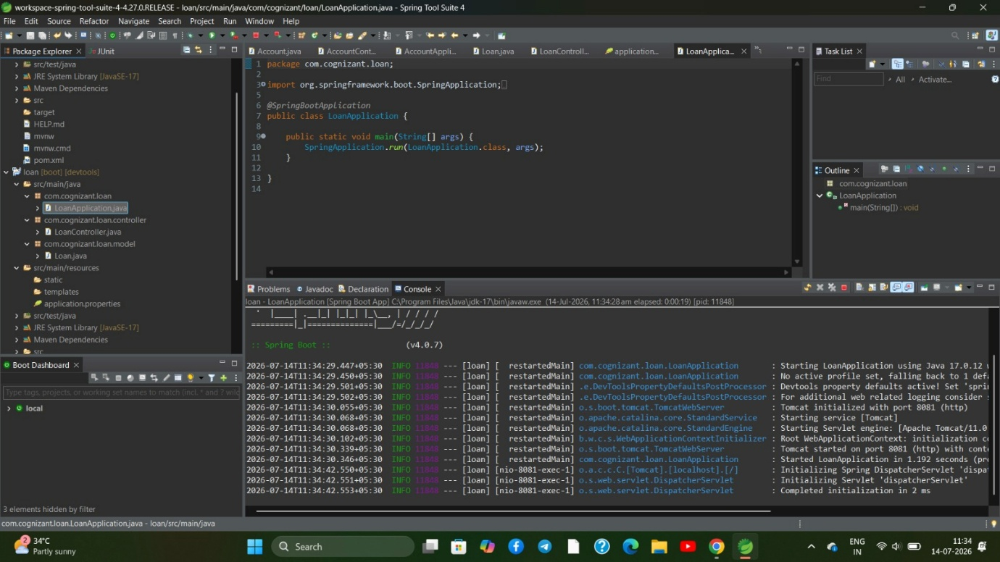 workspace-spring-tool-suite-4-4.27.0.RELEASE - loan/src/main/java/com/cognizant/loan/LoanApplication.java - Spring Tool Suite 4
File Edit Source Refactor Navigate Search Project Run Window Help
Package Explorer
JUnit
src/test/java
JRE System Library [JavaSE-17]
Maven Dependencies
src
target
HELP.md
mvnw
mvnw.cmd
pom.xml
loan [boot] [devtools]
src/main/java
com.cognizant.loan
LoanApplication.java
com.cognizant.loan.controller
LoanController.java
com.cognizant.loan.model
Loan.java
src/main/resources
static
templates
application.properties
src/test/java
JRE System Library [JavaSE-17]
Maven Dependencies
src
Boot Dashboard
Type tags, projects, or working set names to match (incl. * and ? wild
local
3 elements hidden by filter
Account.java AccountCont... AccountAppli... Loan.java LoanControll... application... LoanApplica...
1 package com.cognizant.loan;
2
3 import org.springframework.boot.SpringApplication;
5
6 @SpringBootApplication
7 public class LoanApplication {
8
9 public static void main(String[] args) {
10 SpringApplication.run(LoanApplication.class, args);
11 }
12
13 }
14
Task List
Find
All
Activate...
Outline
com.cognizant.loan
LoanApplication
main(String[]) : void
Problems Javadoc Declaration Console
loan - LoanApplication [Spring Boot App] C:\Program Files\Java\jdk-17\bin\javaw.exe (14-Jul-2026, 11:34:28 am elapsed: 0:00:19) [pid: 11848]
'  |____| .__|_| |_|_| |_\__, | / / / /
=========|_|==============|___/=/_/_/_/
:: Spring Boot :: (v4.0.7)
2026-07-14T11:34:29.447+05:30 INFO 11848 --- [loan] [ restartedMain] com.cognizant.loan.LoanApplication : Starting LoanApplication using Java 17.0.12 w
2026-07-14T11:34:29.450+05:30 INFO 11848 --- [loan] [ restartedMain] com.cognizant.loan.LoanApplication : No active profile set, falling back to 1 defa
2026-07-14T11:34:29.501+05:30 INFO 11848 --- [loan] [ restartedMain] .e.DevToolsPropertyDefaultsPostProcessor : Devtools property defaults active! Set 'sprin
2026-07-14T11:34:29.502+05:30 INFO 11848 --- [loan] [ restartedMain] .e.DevToolsPropertyDefaultsPostProcessor : For additional web related logging consider s
2026-07-14T11:34:30.055+05:30 INFO 11848 --- [loan] [ restartedMain] o.s.boot.tomcat.TomcatWebServer : Tomcat initialized with port 8081 (http)
2026-07-14T11:34:30.068+05:30 INFO 11848 --- [loan] [ restartedMain] o.apache.catalina.core.StandardService : Starting service [Tomcat]
2026-07-14T11:34:30.068+05:30 INFO 11848 --- [loan] [ restartedMain] o.apache.catalina.core.StandardEngine : Starting Servlet engine: [Apache Tomcat/11.0
2026-07-14T11:34:30.102+05:30 INFO 11848 --- [loan] [ restartedMain] b.w.c.s.WebApplicationContextInitializer : Root WebApplicationContext: initialization co
2026-07-14T11:34:30.339+05:30 INFO 11848 --- [loan] [ restartedMain] o.s.boot.tomcat.TomcatWebServer : Tomcat started on port 8081 (http) with conte
2026-07-14T11:34:30.346+05:30 INFO 11848 --- [loan] [ restartedMain] com.cognizant.loan.LoanApplication : Started LoanApplication in 1.192 seconds (pro
2026-07-14T11:34:42.550+05:30 INFO 11848 --- [loan] [nio-8081-exec-1] o.a.c.c.C.[Tomcat].[localhost].[/] : Initializing Spring DispatcherServlet 'dispat
2026-07-14T11:34:42.551+05:30 INFO 11848 --- [loan] [nio-8081-exec-1] o.s.web.servlet.DispatcherServlet : Initializing Servlet 'dispatcherServlet'
2026-07-14T11:34:42.553+05:30 INFO 11848 --- [loan] [nio-8081-exec-1] o.s.web.servlet.DispatcherServlet : Completed initialization in 2 ms
com.cognizant.loan.LoanApplication.java - loan/src/main/java
2
34°C
Partly sunny
Search
ENG
IN
11:34
14-07-2026